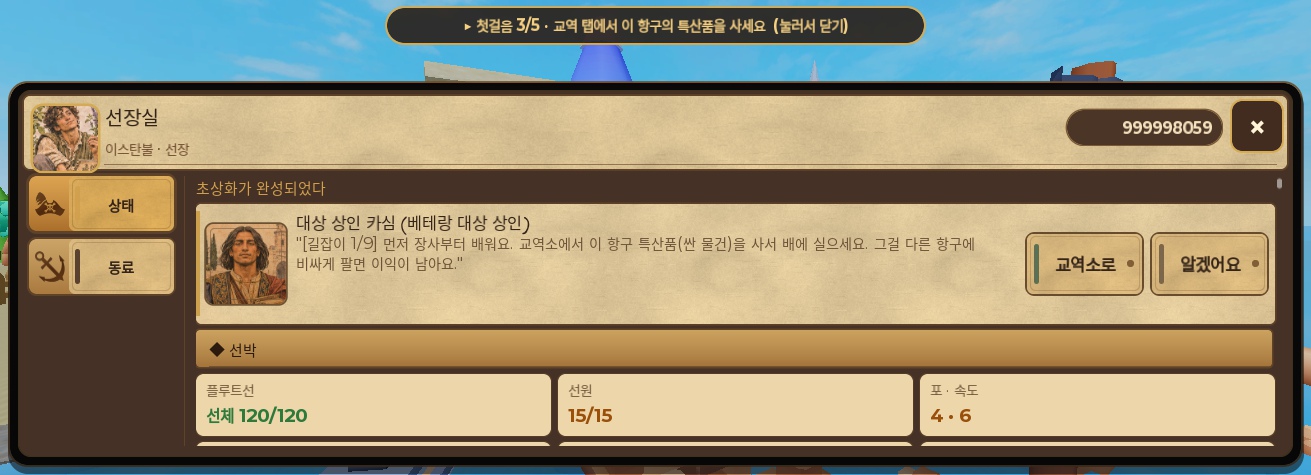 ▸ 첫걸음 3/5 · 교역 탭에서 이 항구의 특산품을 사세요 (눌러서 닫기)
선장실
이스탄불 · 선장
999998059
×
상태
동료
초상화가 완성되었다
대상 상인 카심 (베테랑 대상 상인)
"[길잡이 1/9] 먼저 장사부터 배워요. 교역소에서 이 항구 특산품(싼 물건)을 사서 배에 실으세요. 그걸 다른 항구에
비싸게 팔면 이익이 남아요."
교역소로
알겠어요
◆ 선박
플루트선
선체 120/120
선원
15/15
포 · 속도
4 · 6